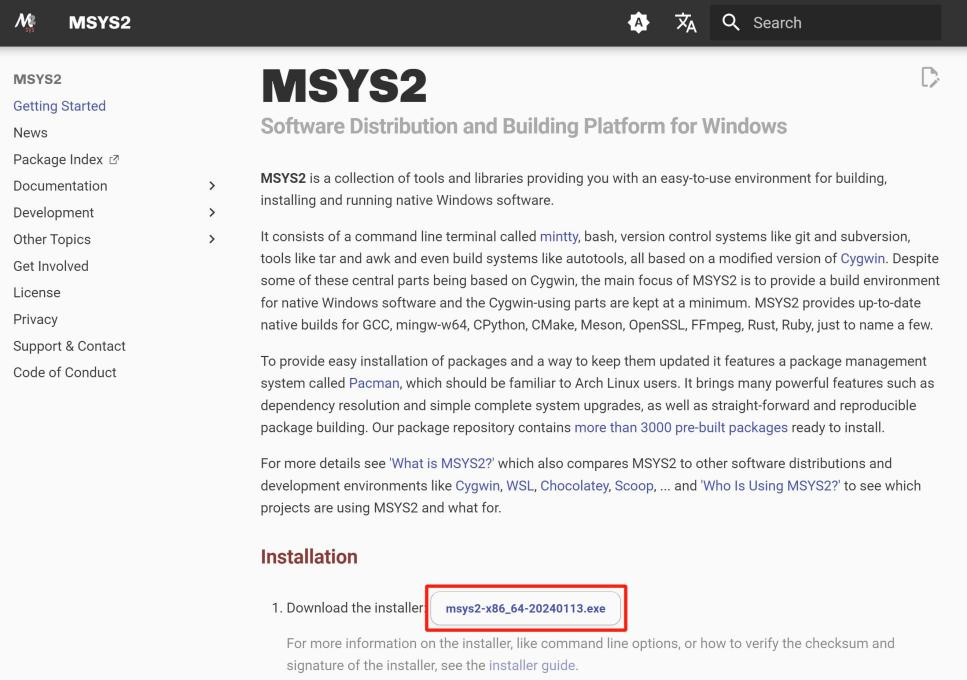 MSYS2
Search
MSYS2
Getting Started
News
Package Index
Documentation
Development
Other Topics
Get Involved
License
Privacy
Support & Contact
Code of Conduct
MSYS2
Software Distribution and Building Platform for Windows
MSYS2 is a collection of tools and libraries providing you with an easy-to-use environment for building,
installing and running native Windows software.
It consists of a command line terminal called mintty, bash, version control systems like git and subversion,
tools like tar and awk and even build systems like autotools, all based on a modified version of Cygwin. Despite
some of these central parts being based on Cygwin, the main focus of MSYS2 is to provide a build environment
for native Windows software and the Cygwin-using parts are kept at a minimum. MSYS2 provides up-to-date
native builds for GCC, mingw-w64, CPython, CMake, Meson, OpenSSL, FFmpeg, Rust, Ruby, just to name a few.
To provide easy installation of packages and a way to keep them updated it features a package management
system called Pacman, which should be familiar to Arch Linux users. It brings many powerful features such as
dependency resolution and simple complete system upgrades, as well as straight-forward and reproducible
package building. Our package repository contains more than 3000 pre-built packages ready to install.
For more details see 'What is MSYS2?' which also compares MSYS2 to other software distributions and
development environments like Cygwin, WSL, Chocolatey, Scoop, ... and 'Who Is Using MSYS2?' to see which
projects are using MSYS2 and what for.
Installation
1. Download the installer: msys2-x86_64-20240113.exe
For more information on the installer, like command line options, or how to verify the checksum and
signature of the installer, see the installer guide.